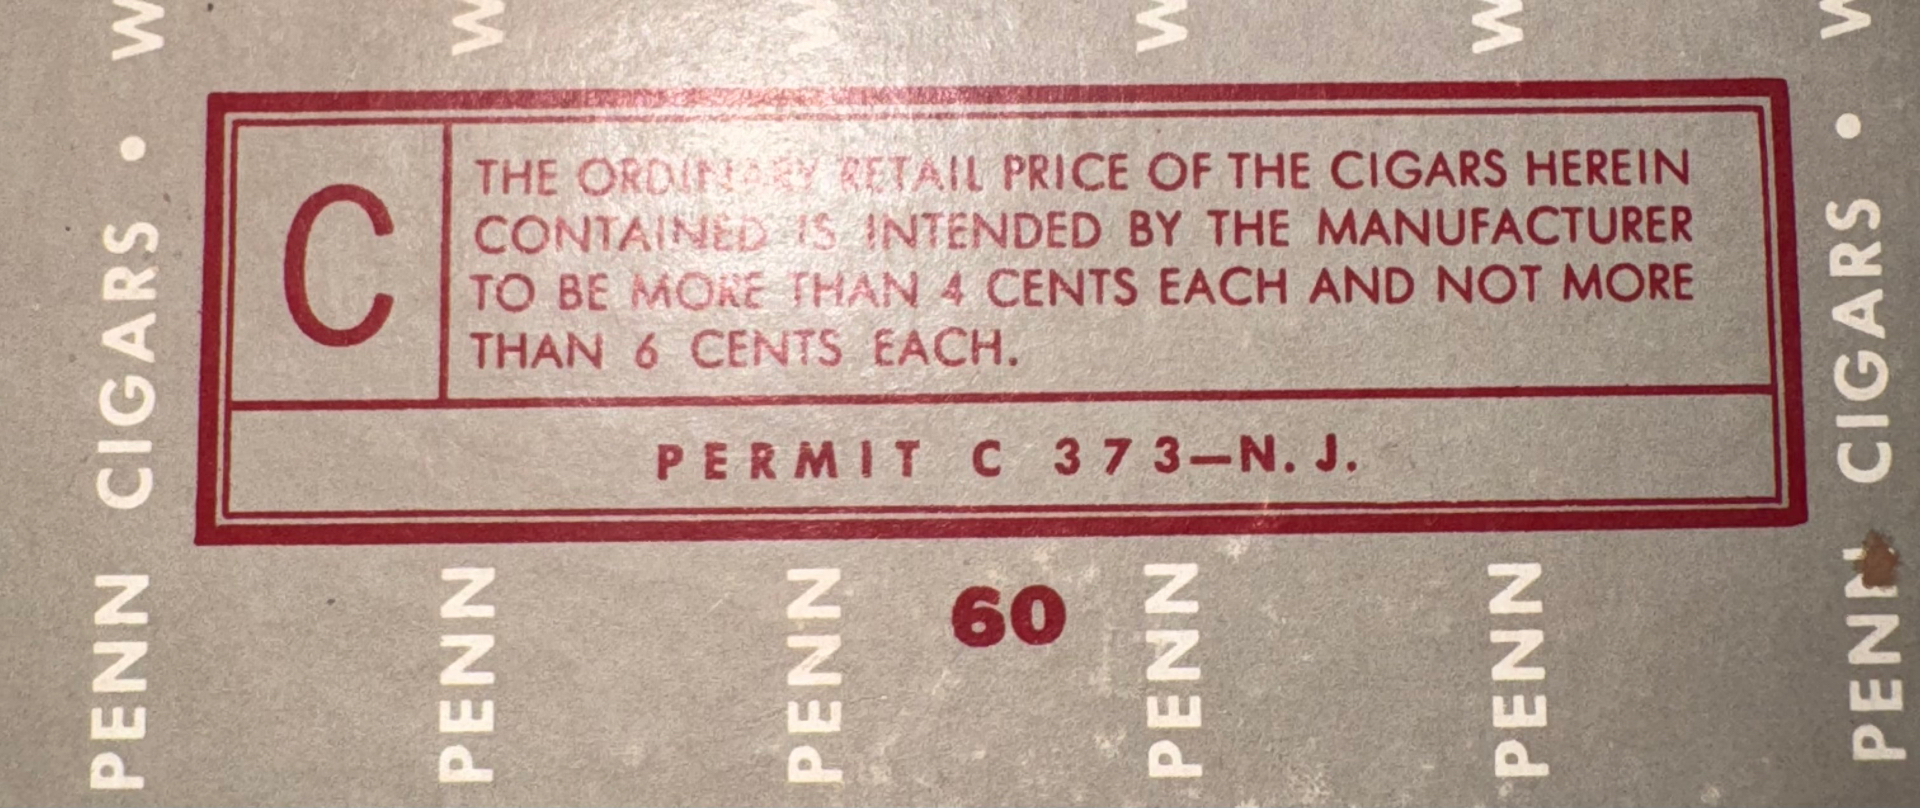 W W W W W W
C
THE ORDINARY RETAIL PRICE OF THE CIGARS HEREIN
CONTAINED IS INTENDED BY THE MANUFACTURER
TO BE MORE THAN 4 CENTS EACH AND NOT MORE
THAN 6 CENTS EACH.
PERMIT C 373—N. J.
60
PENN CIGARS •
PENN
PENN
PENN
PENN
PENN CIGARS •